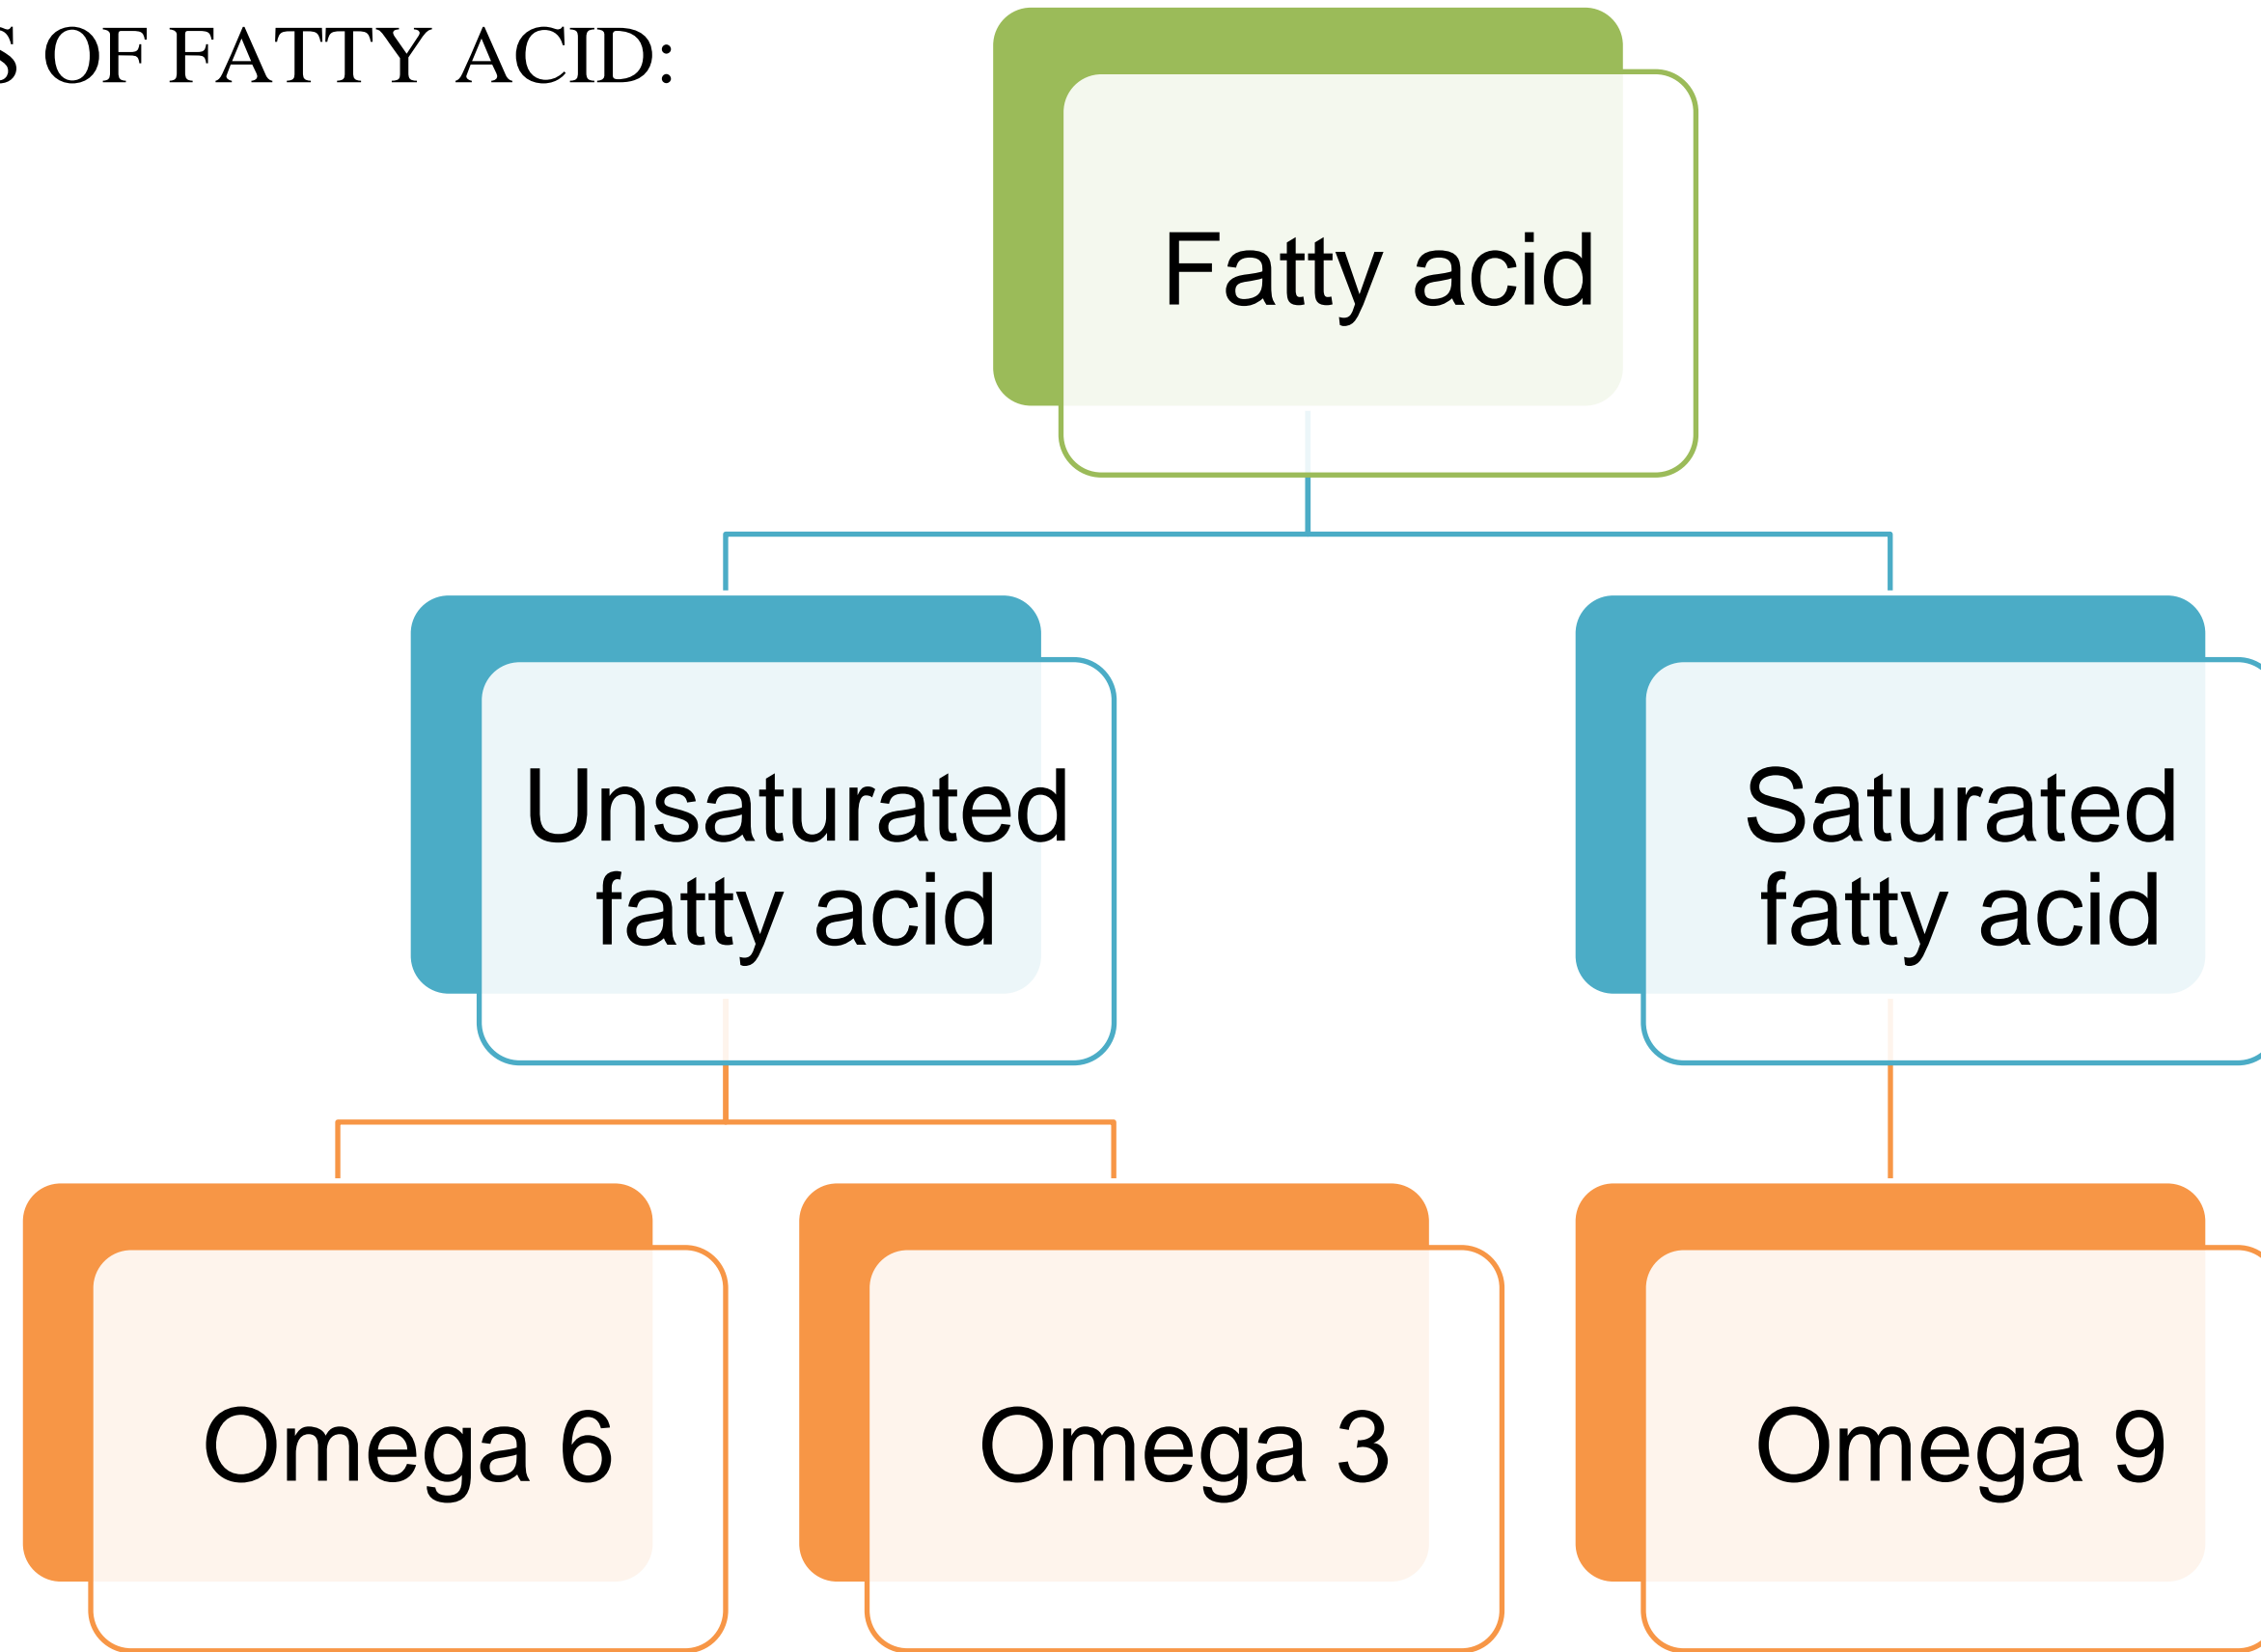 S OF FATTY ACID:
Fatty acid
Unsaturated
fatty acid
Saturated
fatty acid
Omega 6
Omega 3
Omega 9